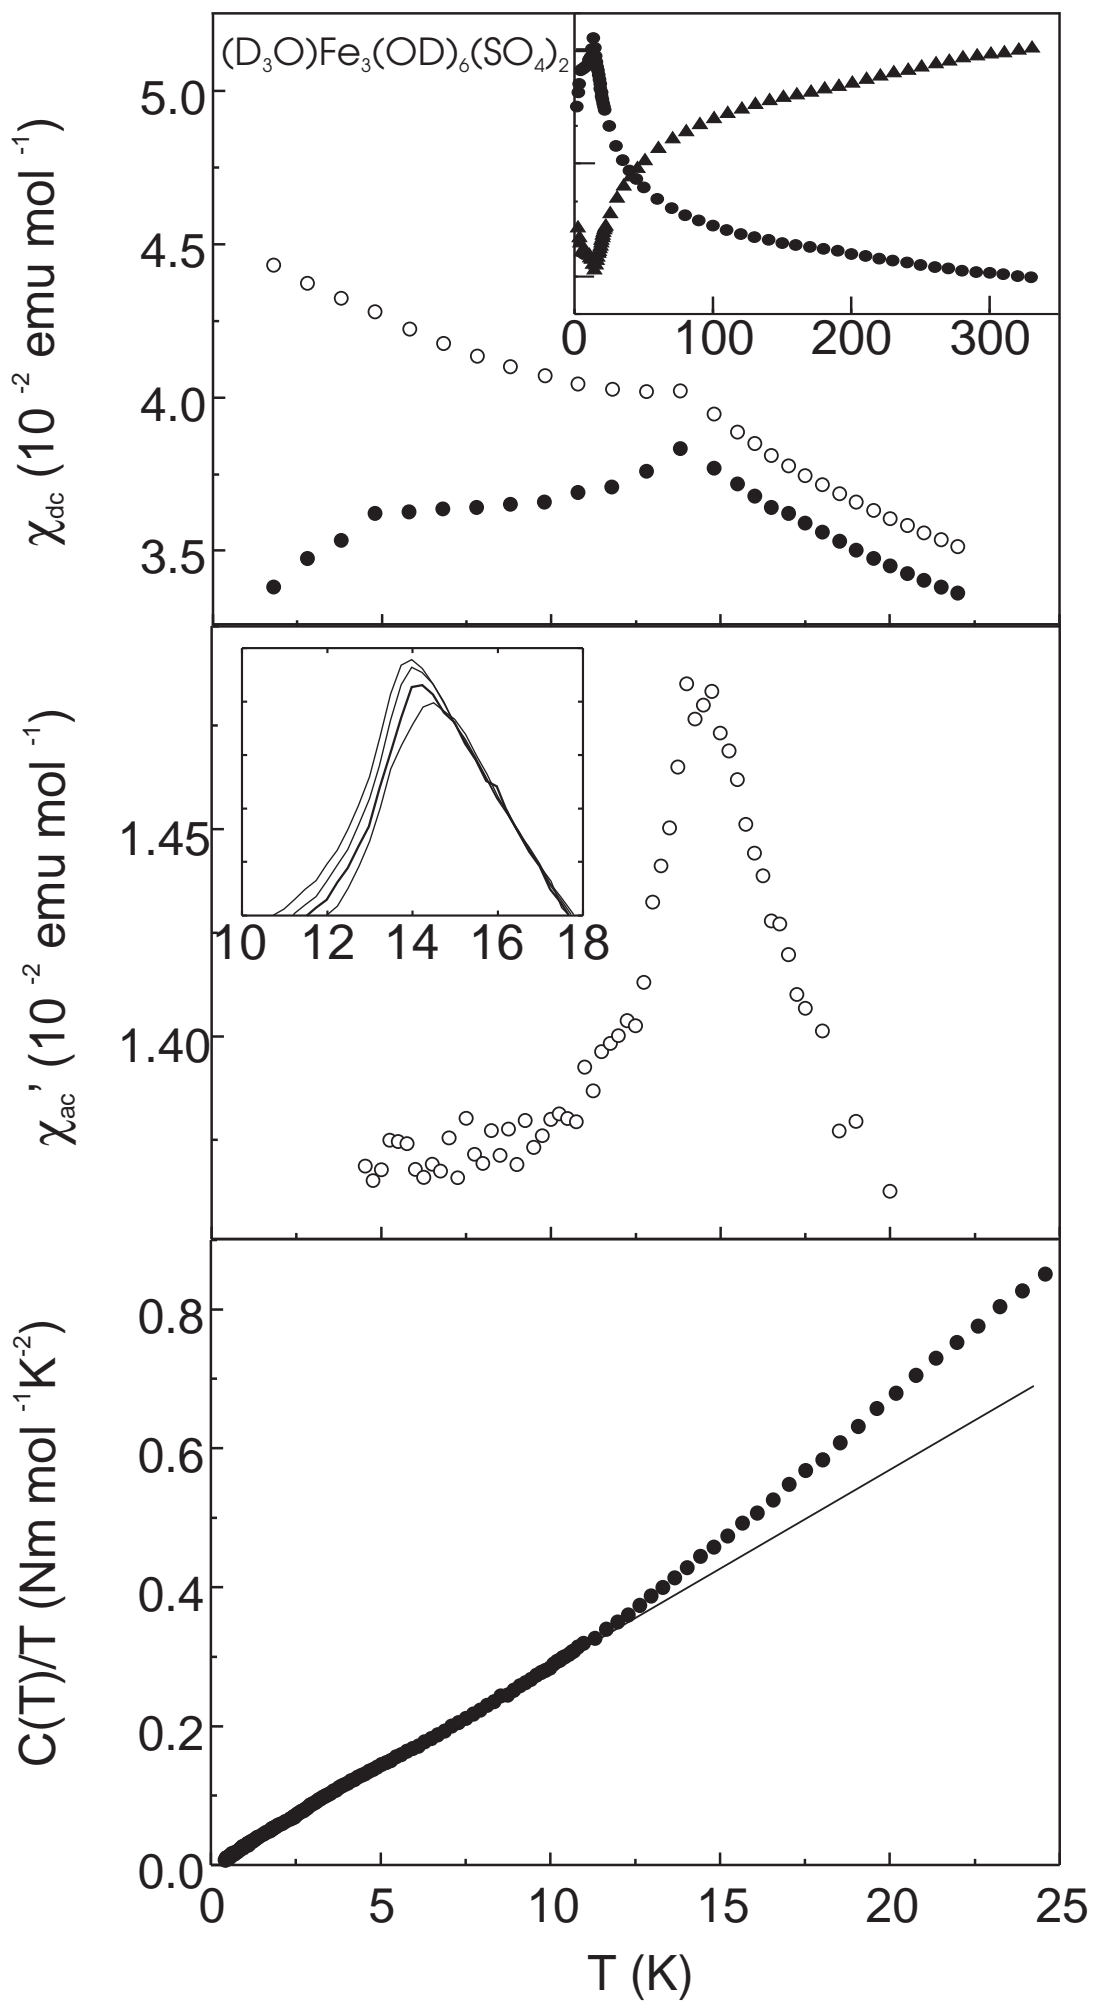 (D₃O)Fe₃(OD)₆(SO₄)₂
χdc (10 ⁻² emu mol ⁻¹)
5.0
4.5
4.0
3.5
0 100 200 300
χac’ (10 ⁻² emu mol ⁻¹)
1.45
1.40
10 12 14 16 18
C(T)/T (Nm mol ⁻¹K⁻²)
0.8
0.6
0.4
0.2
0.0
0 5 10 15 20 25
T (K)